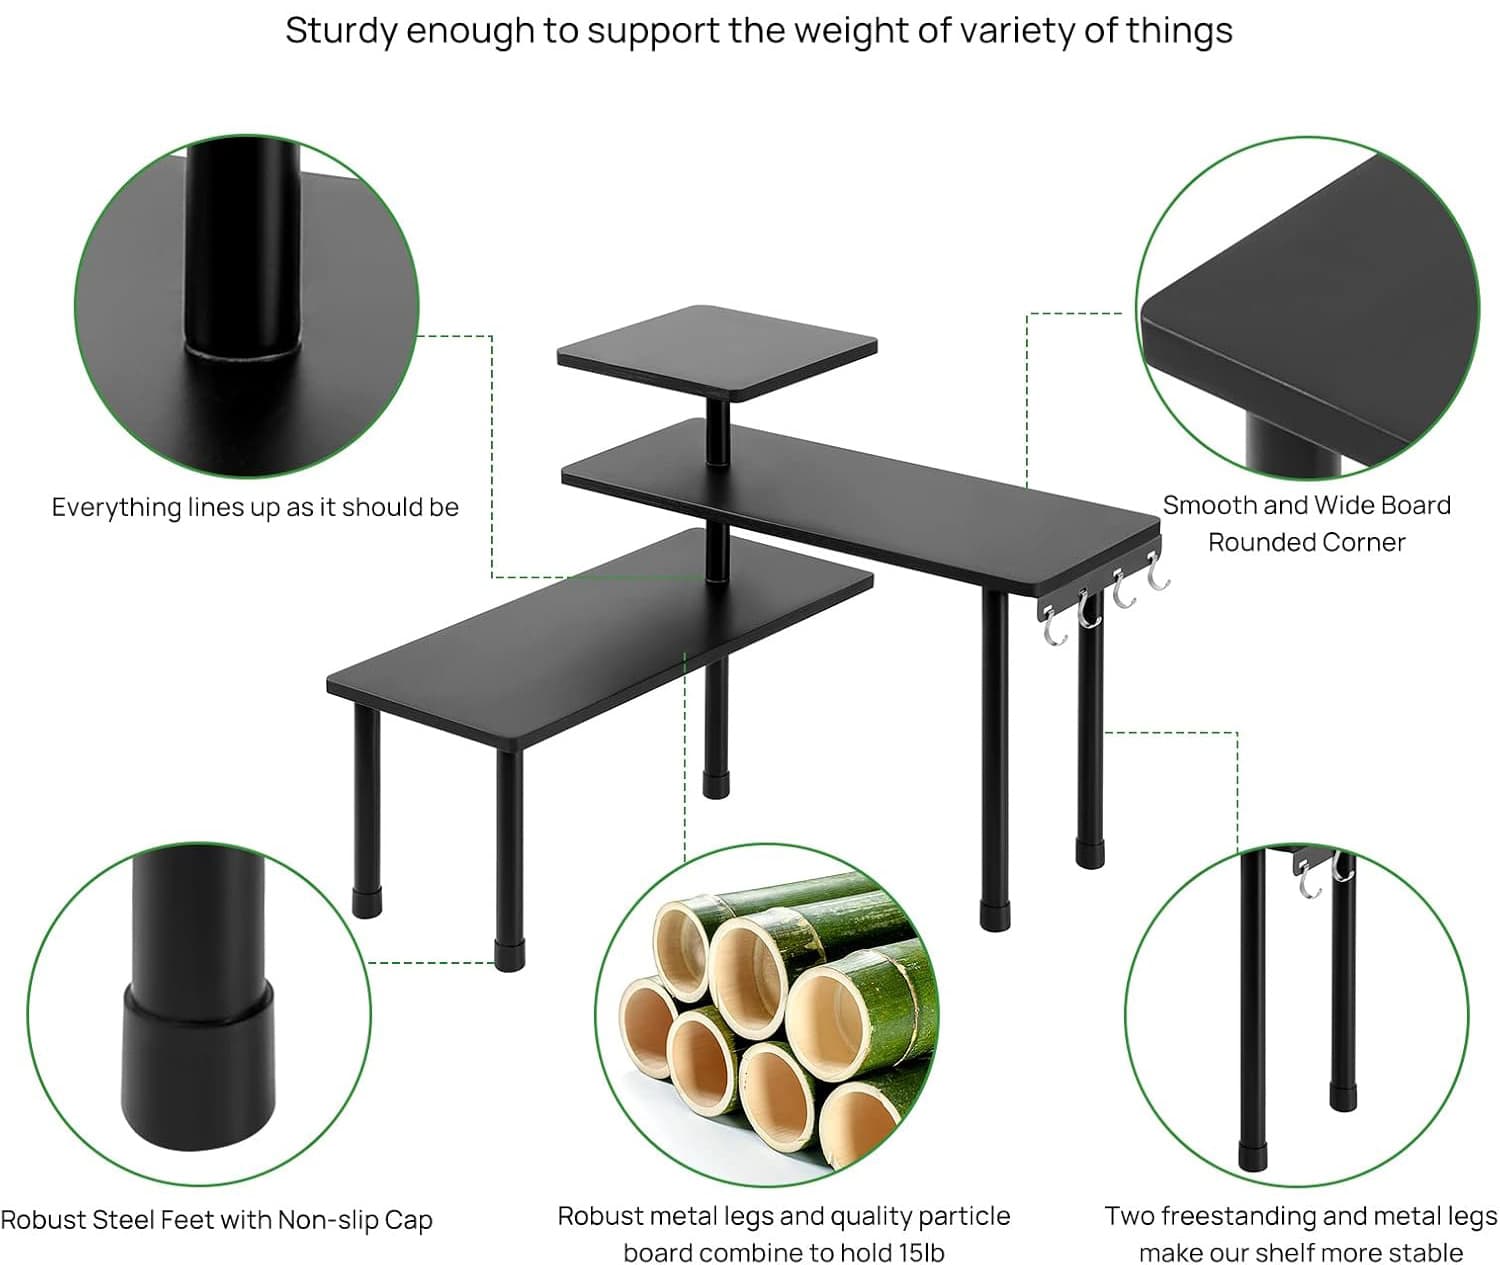 Sturdy enough to support the weight of variety of things
Everything lines up as it should be
Smooth and Wide Board
Rounded Corner
Robust Steel Feet with Non-slip Cap
Robust metal legs and quality particle
board combine to hold 15lb
Two freestanding and metal legs
make our shelf more stable